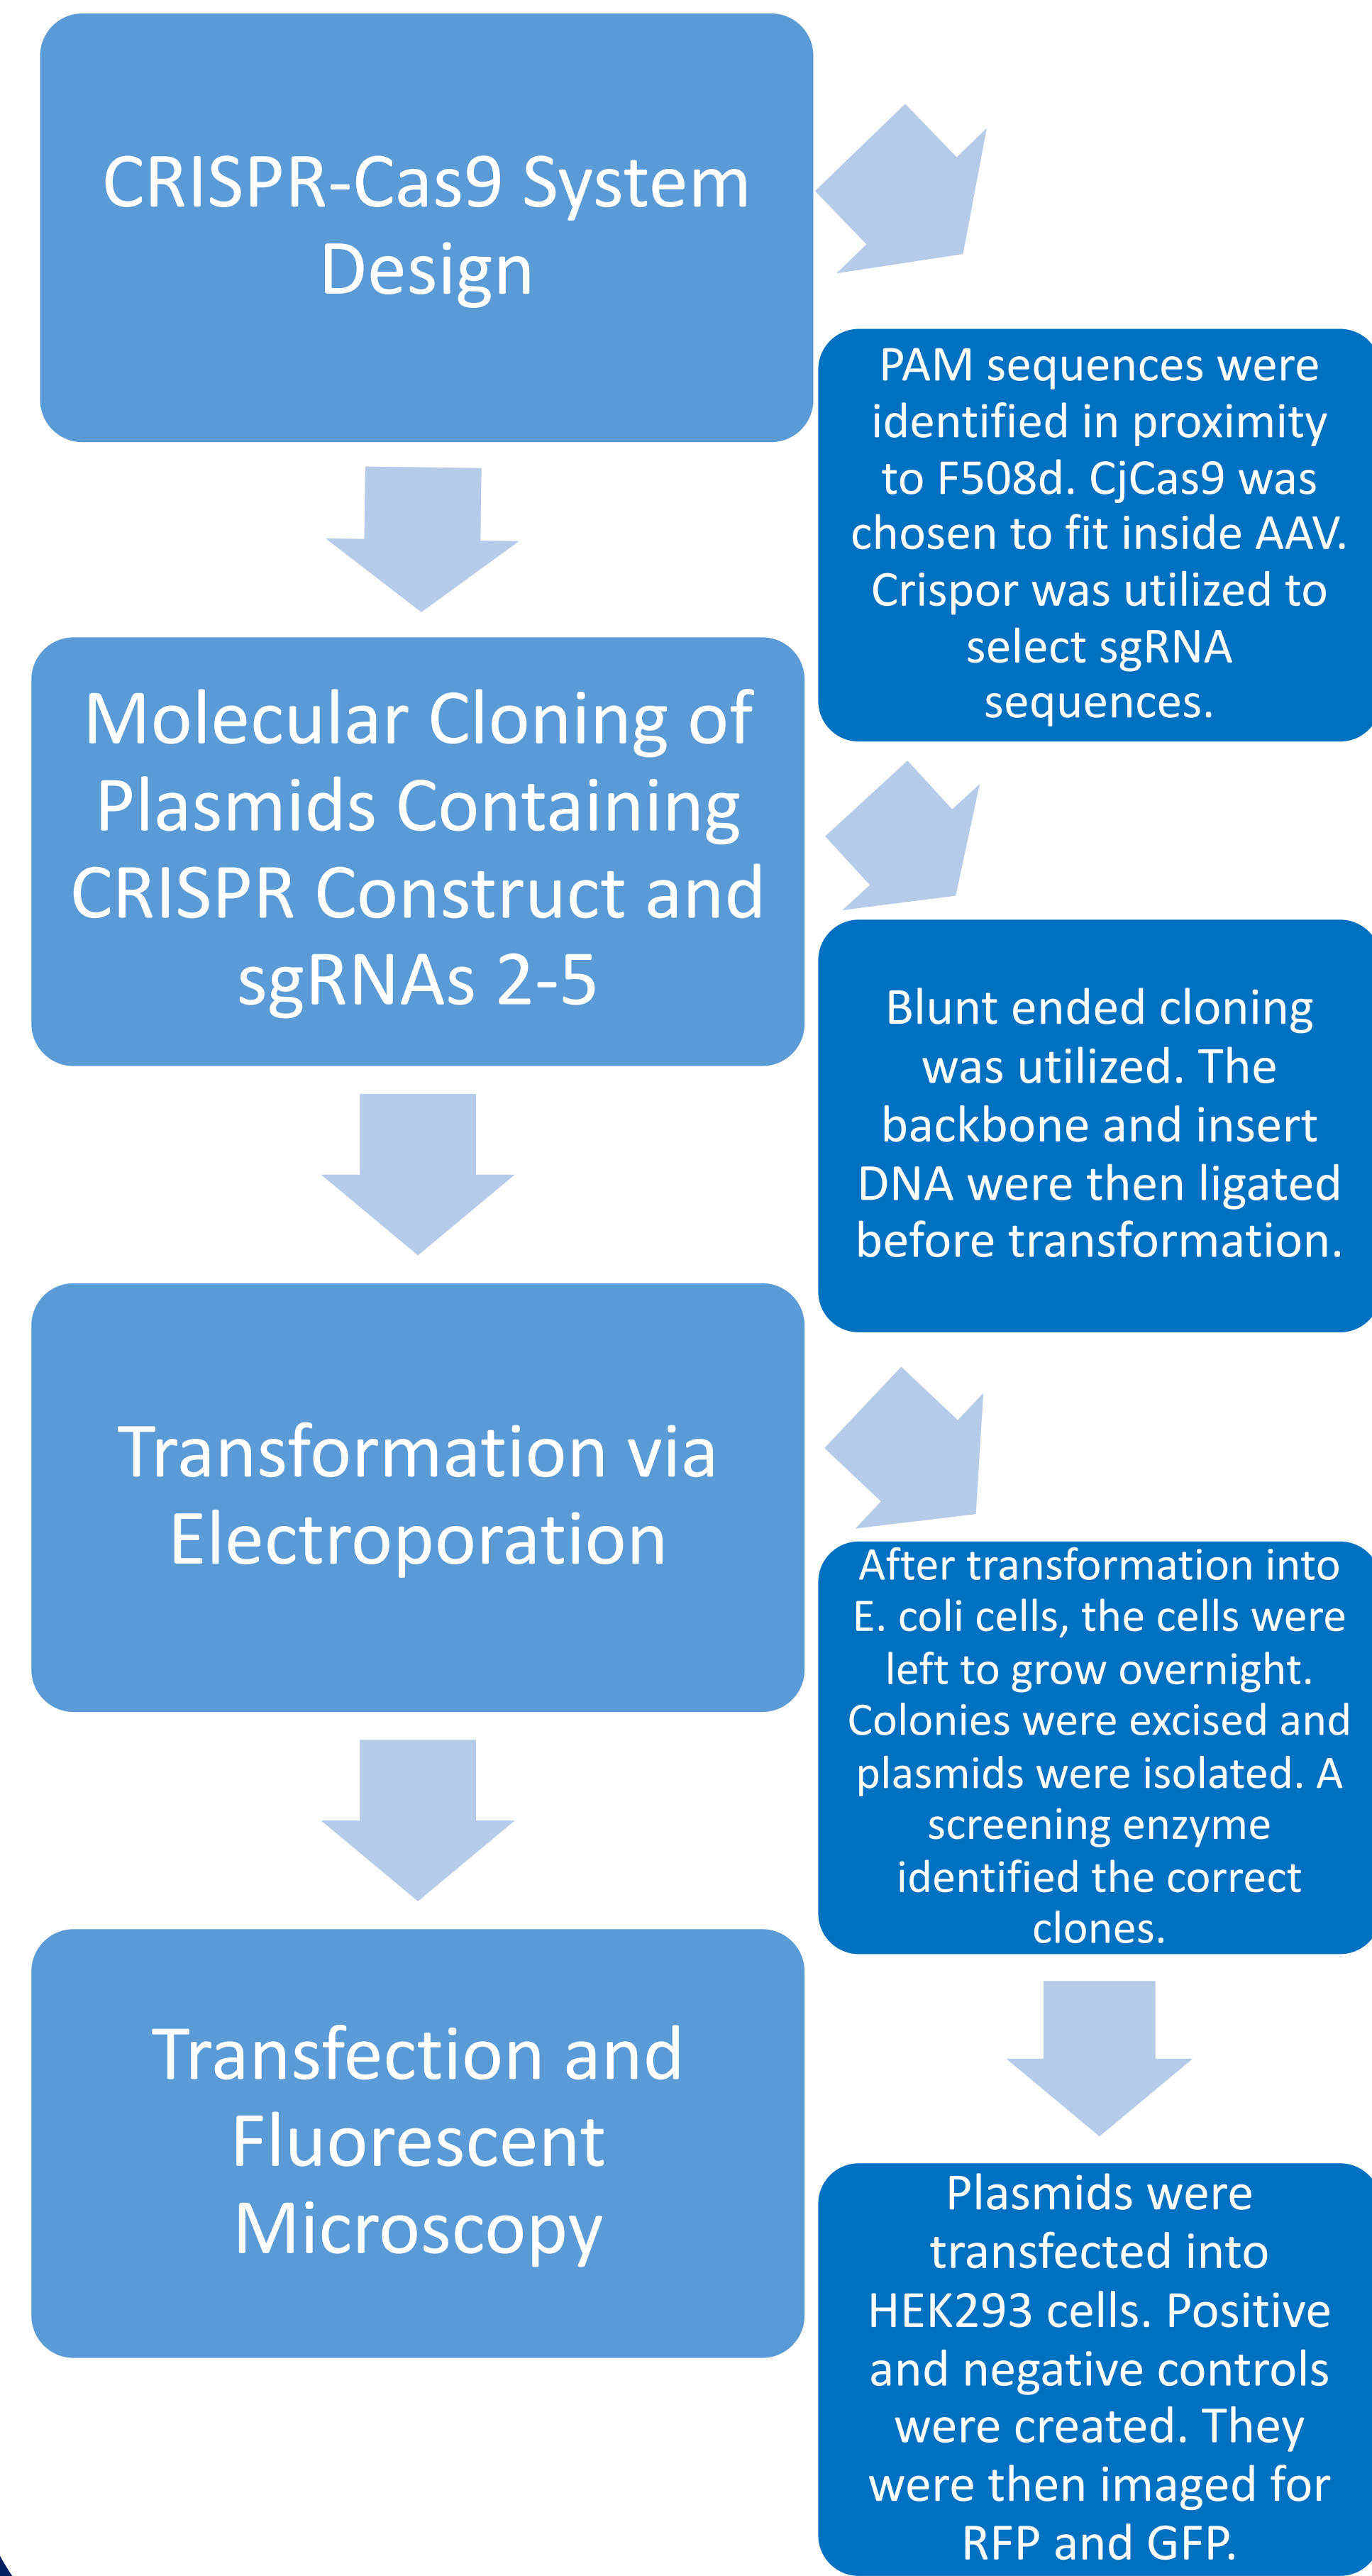 CRISPR-Cas9 System
Design
PAM sequences were
identified in proximity
to F508d. CjCas9 was
chosen to fit inside AAV.
Crispor was utilized to
select sgRNA
sequences.
Molecular Cloning of
Plasmids Containing
CRISPR Construct and
sgRNAs 2-5
Blunt ended cloning
was utilized. The
backbone and insert
DNA were then ligated
before transformation.
Transformation via
Electroporation
After transformation into
E. coli cells, the cells were
left to grow overnight.
Colonies were excised and
plasmids were isolated. A
screening enzyme
identified the correct
clones.
Transfection and
Fluorescent
Microscopy
Plasmids were
transfected into
HEK293 cells. Positive
and negative controls
were created. They
were then imaged for
RFP and GFP.